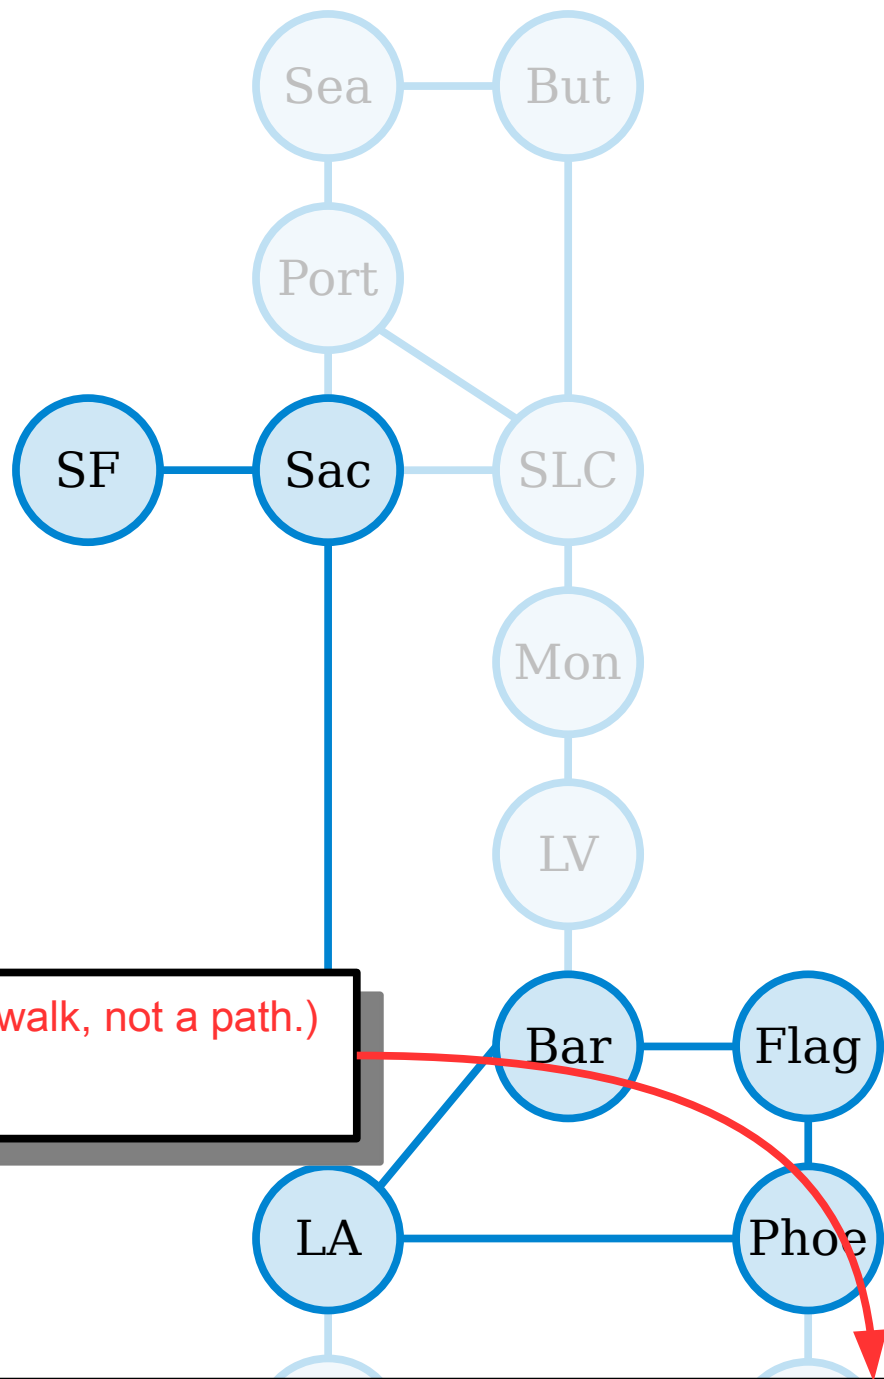 Sea But
Port
SF Sac SLC
Mon
LV
walk, not a path.)
Bar Flag
LA Phoe